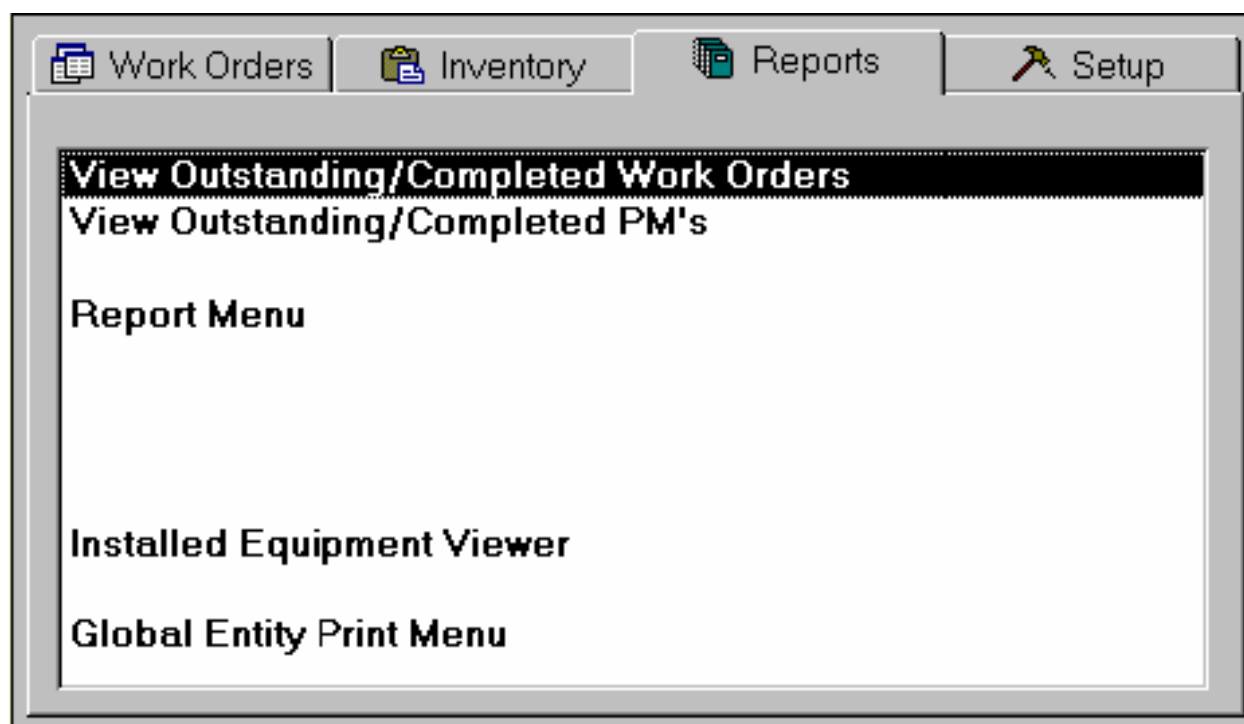 Work Orders Inventory Reports Setup
View Outstanding/Completed Work Orders
View Outstanding/Completed PM's
Report Menu
Installed Equipment Viewer
Global Entity Print Menu